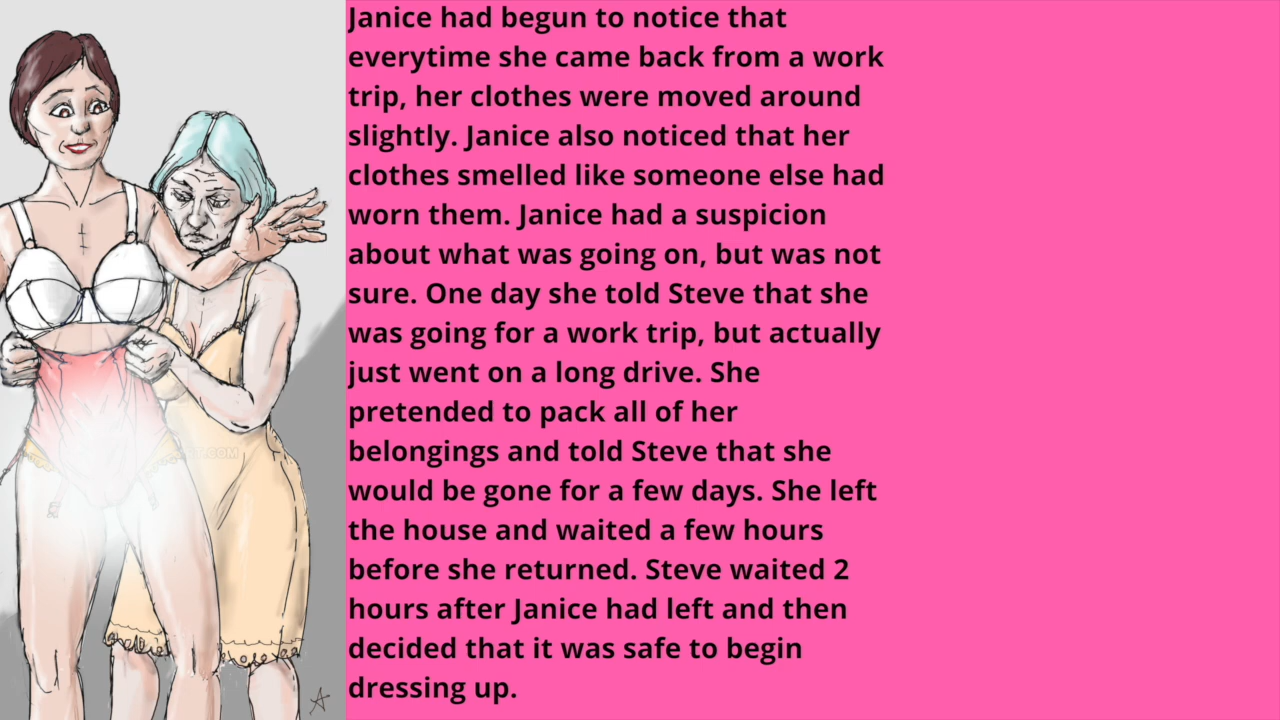 Janice had begun to notice that
everytime she came back from a work
trip, her clothes were moved around
slightly. Janice also noticed that her
clothes smelled like someone else had
worn them. Janice had a suspicion
about what was going on, but was not
sure. One day she told Steve that she
was going for a work trip, but actually
just went on a long drive. She
pretended to pack all of her
belongings and told Steve that she
would be gone for a few days. She left
the house and waited a few hours
before she returned. Steve waited 2
hours after Janice had left and then
decided that it was safe to begin
dressing up.